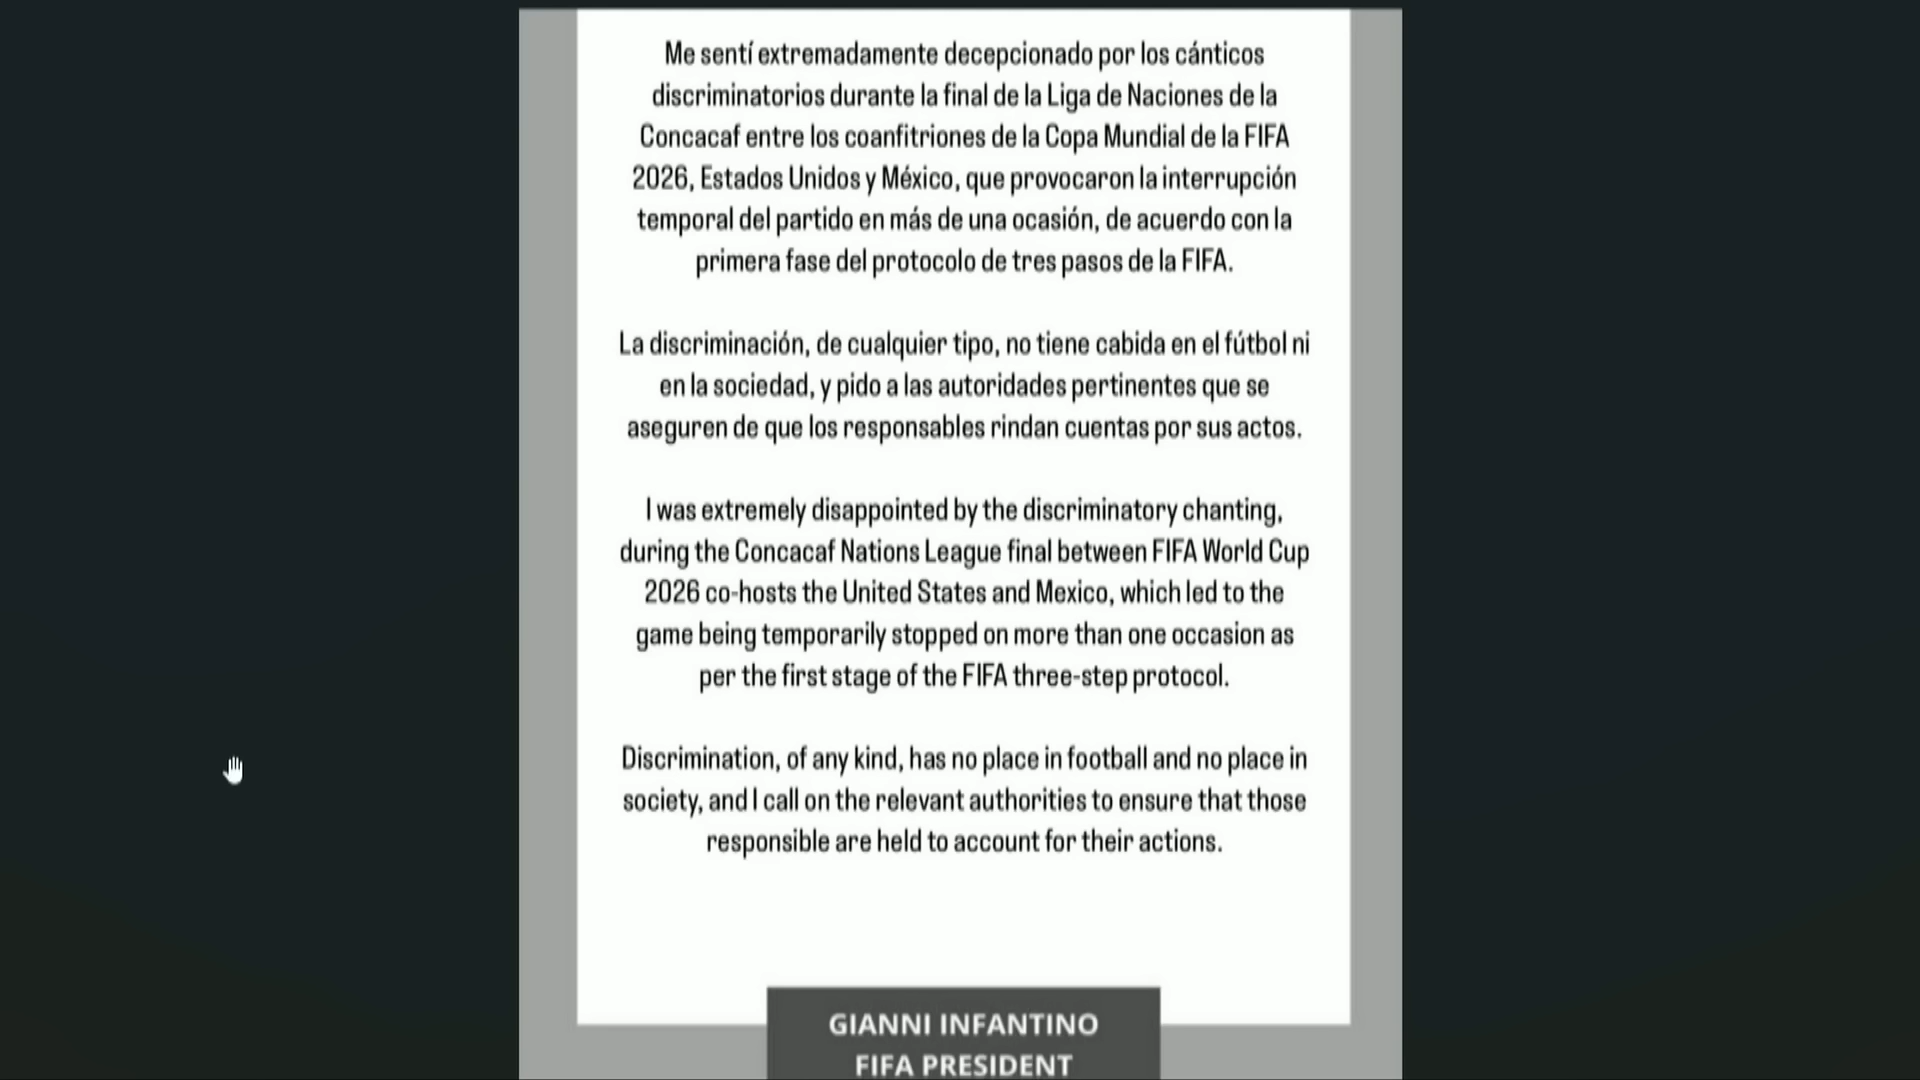 Me sentí extremadamente decepcionado por los cánticos
discriminatorios durante la final de la Liga de Naciones de la
Concacaf entre los coanfitriones de la Copa Mundial de la FIFA
2026, Estados Unidos y México, que provocaron la interrupción
temporal del partido en más de una ocasión, de acuerdo con la
primera fase del protocolo de tres pasos de la FIFA.
La discriminación, de cualquier tipo, no tiene cabida en el fútbol ni
en la sociedad, y pido a las autoridades pertinentes que se
aseguren de que los responsables rindan cuentas por sus actos.
I was extremely disappointed by the discriminatory chanting,
during the Concacaf Nations League final between FIFA World Cup
2026 co-hosts the United States and Mexico, which led to the
game being temporarily stopped on more than one occasion as
per the first stage of the FIFA three-step protocol.
Discrimination, of any kind, has no place in football and no place in
society, and I call on the relevant authorities to ensure that those
responsible are held to account for their actions.
GIANNI INFANTINO
FIFA PRESIDENT